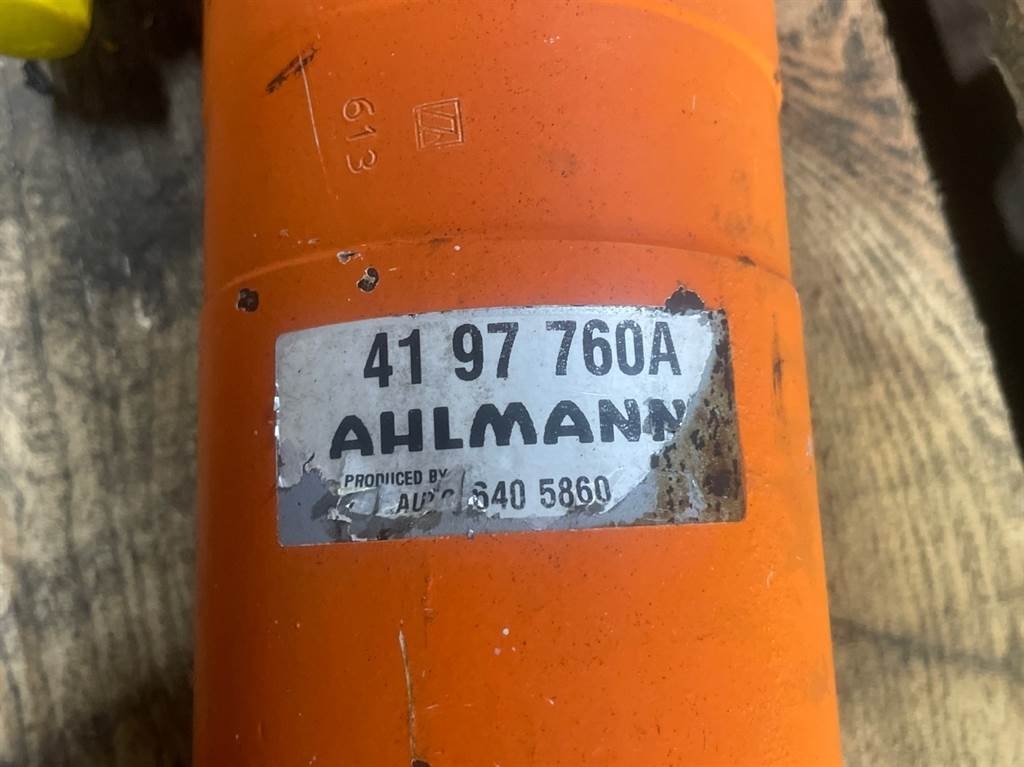 613
41 97 760A
AHLMANN
PRODUCED BY
640 5860